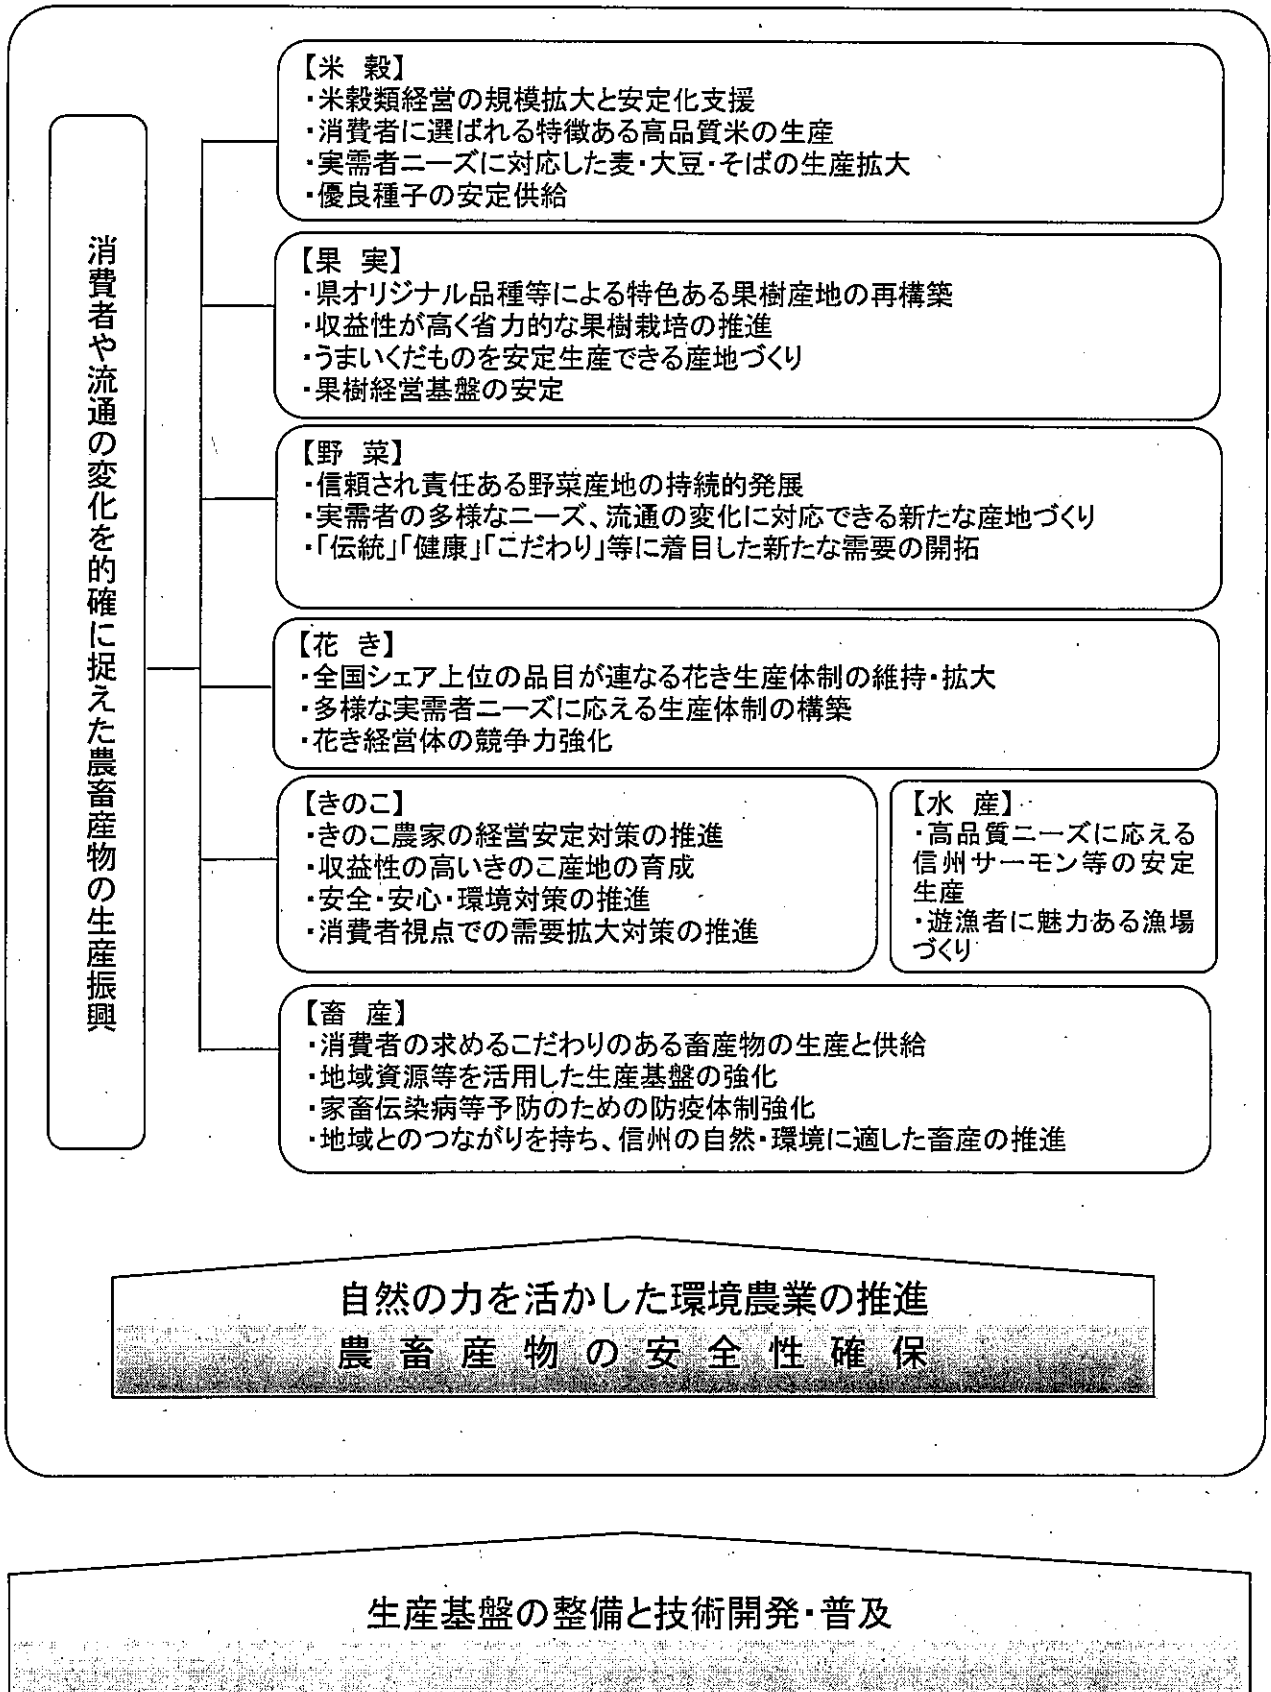 消費者や流通の変化を的確に捉えた農畜産物の生産振興
【米 穀】
・米穀類経営の規模拡大と安定化支援
・消費者に選ばれる特徴ある高品質米の生産
・実需者ニーズに対応した麦・大豆・そばの生産拡大
・優良種子の安定供給
【果 実】
・県オリジナル品種等による特色ある果樹産地の再構築
・収益性が高く省力的な果樹栽培の推進
・うまいくだものを安定生産できる産地づくり
・果樹経営基盤の安定
【野 菜】
・信頼され責任ある野菜産地の持続的発展
・実需者の多様なニーズ、流通の変化に対応できる新たな産地づくり
・「伝統」「健康」「こだわり」等に着目した新たな需要の開拓
【花 き】
・全国シェア上位の品目が連なる花き生産体制の維持・拡大
・多様な実需者ニーズに応える生産体制の構築
・花き経営体の競争力強化
【きのこ】
・きのこ農家の経営安定対策の推進
・収益性の高いきのこ産地の育成
・安全・安心・環境対策の推進
・消費者視点での需要拡大対策の推進
【水 産】
・高品質ニーズに応える
信州サーモン等の安定
生産
・遊漁者に魅力ある漁場
づくり
【畜 産】
・消費者の求めるこだわりのある畜産物の生産と供給
・地域資源等を活用した生産基盤の強化
・家畜伝染病等予防のための防疫体制強化
・地域とのつながりを持ち、信州の自然・環境に適した畜産の推進
自然の力を活かした環境農業の推進
農畜産物の安全性確保
生産基盤の整備と技術開発・普及